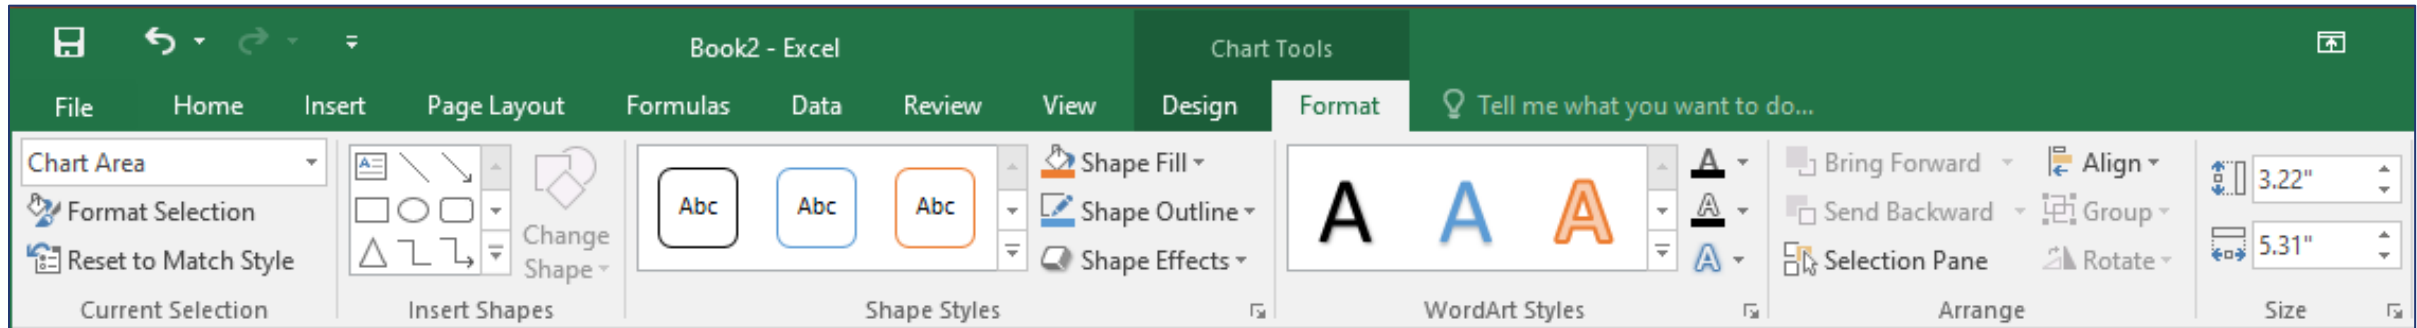 Book2 - Excel
Chart Tools
File Home Insert Page Layout Formulas Data Review View Design Format Tell me what you want to do...
Chart Area
Format Selection
Reset to Match Style
Current Selection
A
Change
Shape
Insert Shapes
Abc Abc Abc
Shape Fill
Shape Outline
Shape Effects
Shape Styles
A A A
A
A
A
WordArt Styles
Bring Forward
Send Backward
Selection Pane
Align
Group
Rotate
Arrange
3.22"
5.31"
Size